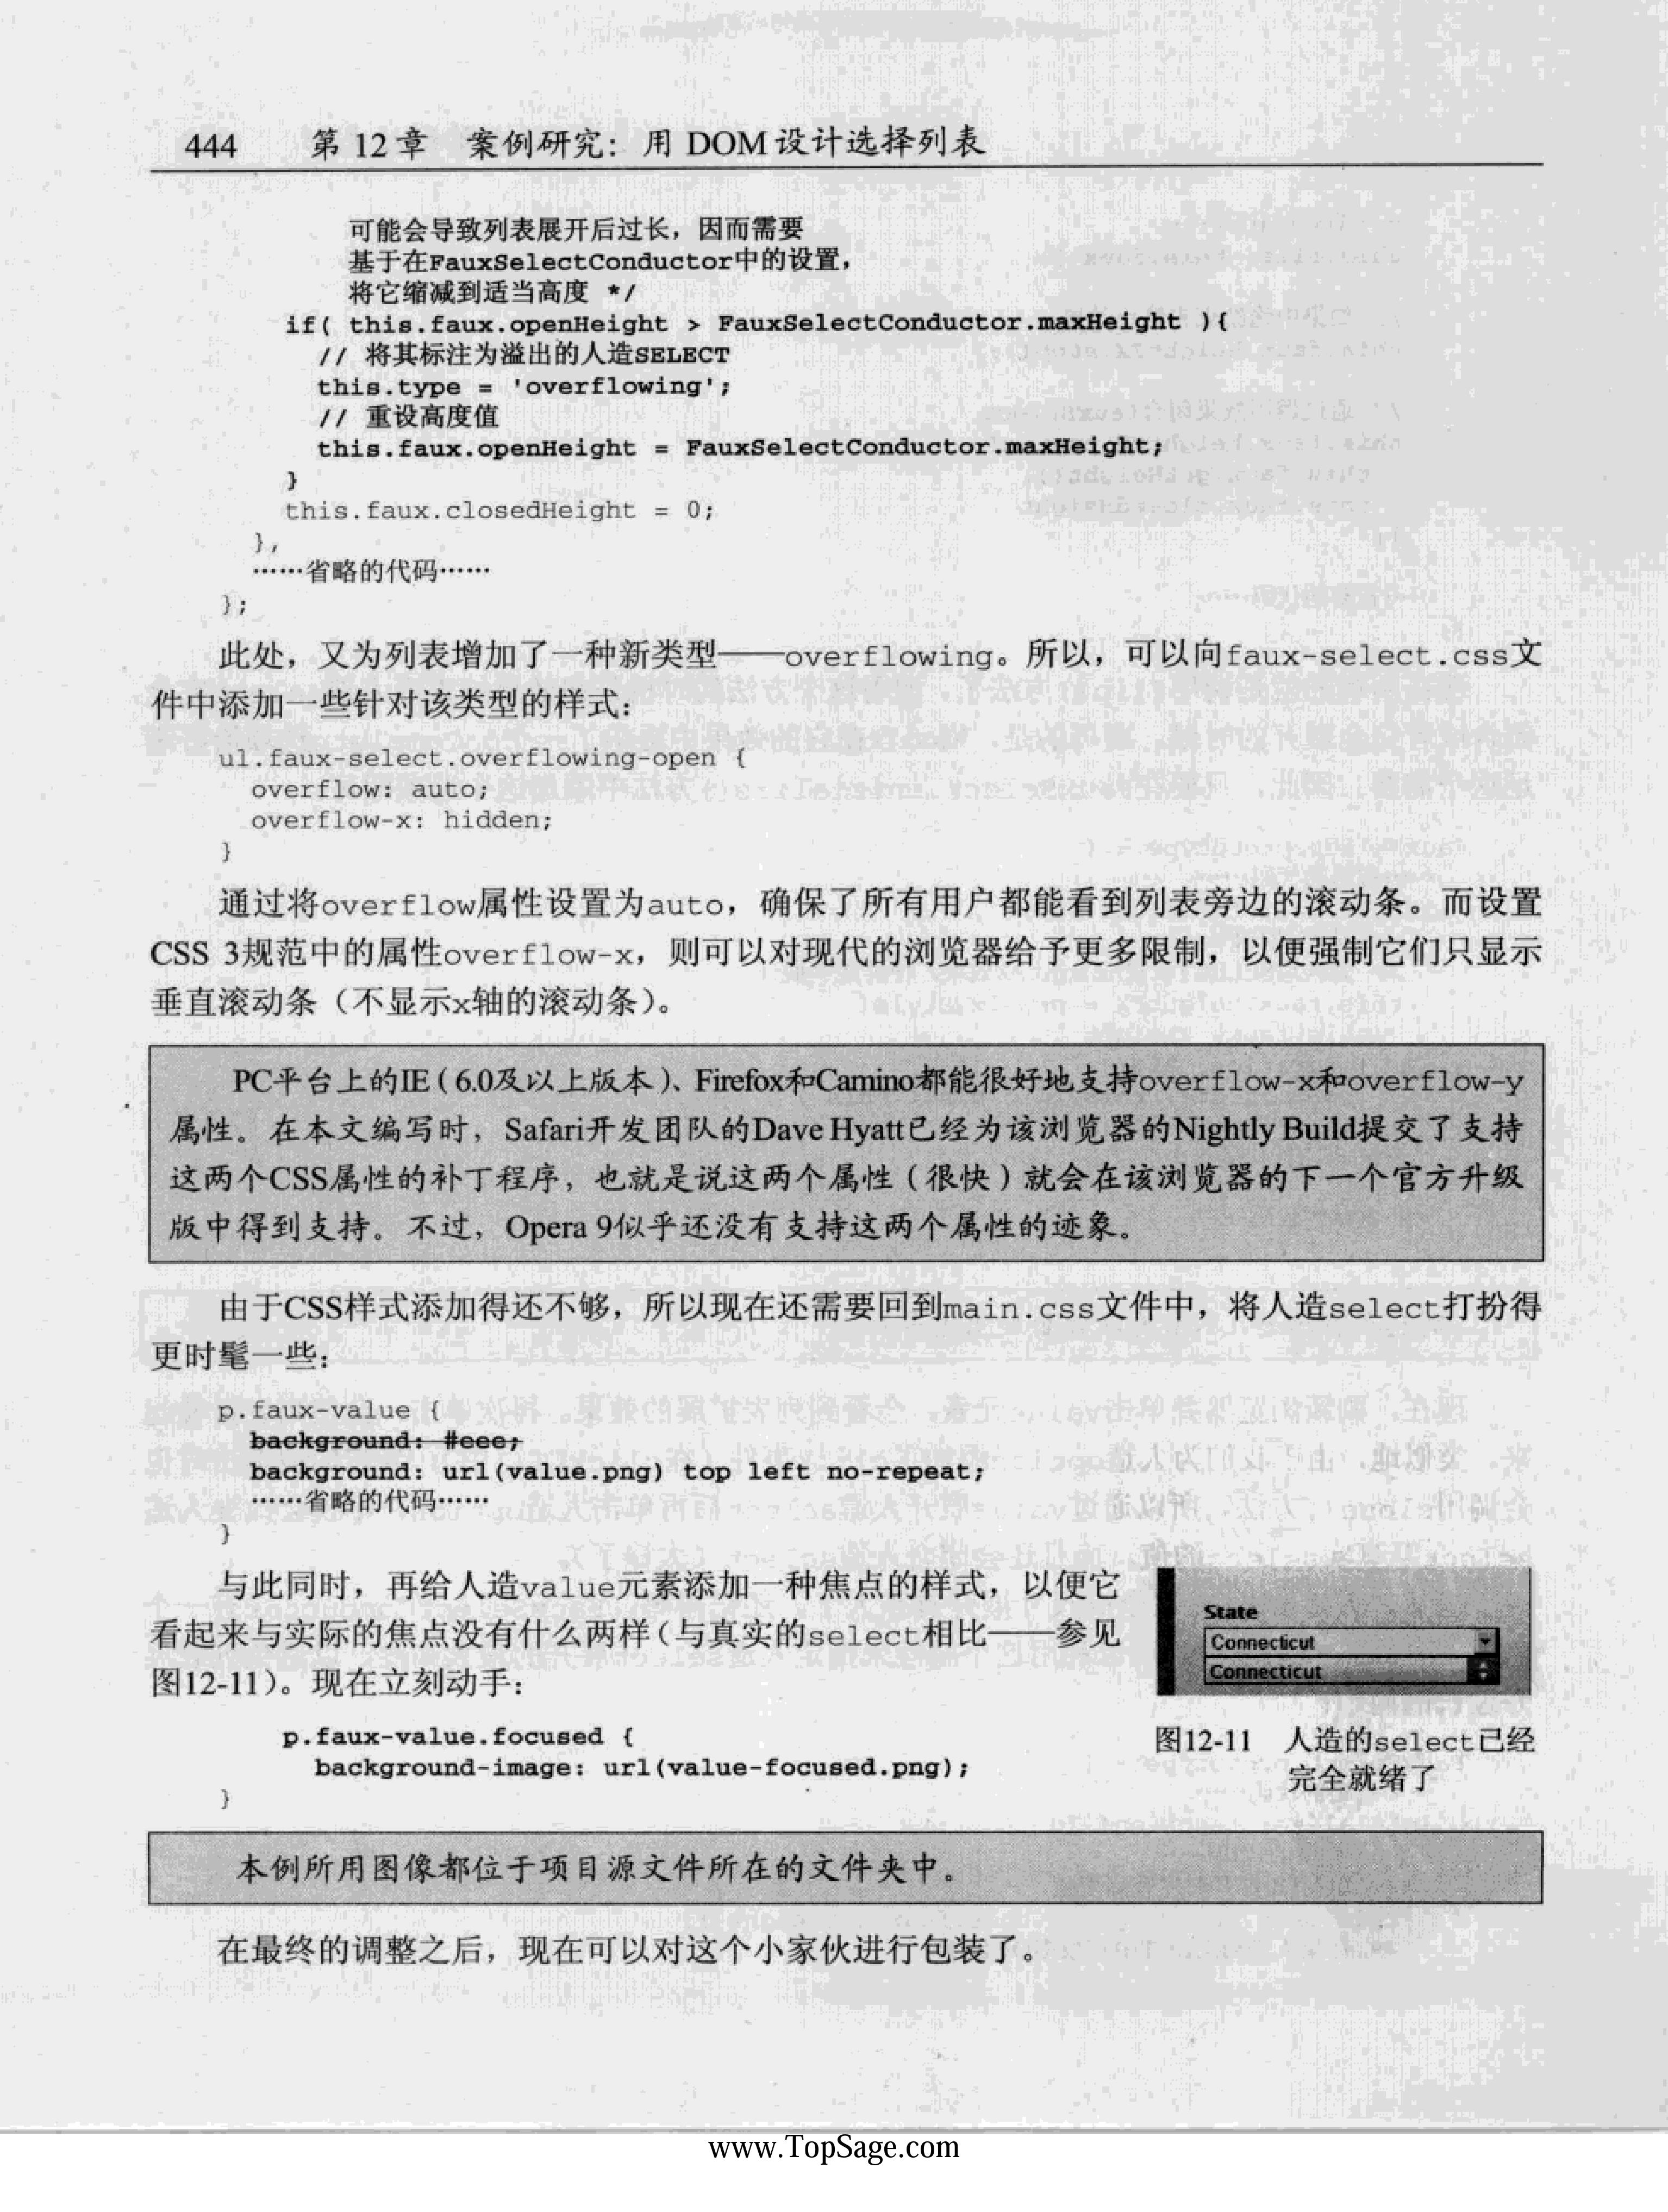 444 第 12 章 案例研究：用 DOM 设计选择列表
可能会导致列表展开后过长，因而需要
基于在FauxSelectConductor中的设置，
将它缩减到适当高度 */
if( this.faux.openHeight > FauxSelectConductor.maxHeight ){
// 将其标注为溢出的人造SELECT
this.type = 'overflowing';
// 重设高度值
this.faux.openHeight = FauxSelectConductor.maxHeight;
}
this.faux.closedHeight = 0;
},
……省略的代码……
};
此处，又为列表增加了一种新类型——overflowing。所以，可以向faux-select.css文
件中添加一些针对该类型的样式：
ul.faux-select.overflowing-open {
overflow: auto;
overflow-x: hidden;
}
通过将overflow属性设置为auto，确保了所有用户都能看到列表旁边的滚动条。而设置
CSS 3规范中的属性overflow-x，则可以对现代的浏览器给予更多限制，以便强制它们只显示
垂直滚动条（不显示x轴的滚动条）。
PC平台上的IE（6.0及以上版本）、Firefox和Camino都能很好地支持overflow-x和overflow-y
属性。在本文编写时，Safari开发团队的Dave Hyatt已经为该浏览器的Nightly Build提交了支持
这两个CSS属性的补丁程序，也就是说这两个属性（很快）就会在该浏览器的下一个官方升级
版中得到支持。不过，Opera 9似乎还没有支持这两个属性的迹象。
由于CSS样式添加得还不够，所以现在还需要回到main.css文件中，将人造select打扮得
更时髦一些：
p.faux-value {
background: #eee;
background: url(value.png) top left no-repeat;
……省略的代码……
}
与此同时，再给人造value元素添加一种焦点的样式，以便它
看起来与实际的焦点没有什么两样（与真实的select相比——参见
图12-11）。现在立刻动手：
p.faux-value.focused {
background-image: url(value-focused.png);
}
State
Connecticut
Connecticut
图12-11 人造的select已经
完全就绪了
本例所用图像都位于项目源文件所在的文件夹中。
在最终的调整之后，现在可以对这个小家伙进行包装了。
www.TopSage.com